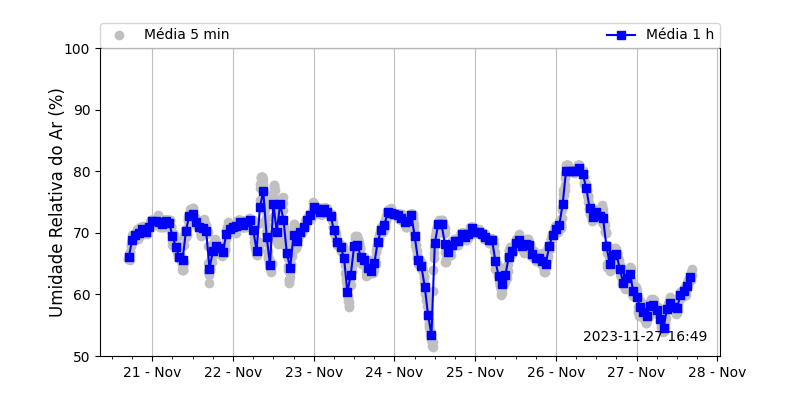 Média 5 min
Média 1 h
Umidade Relativa do Ar (%)
100
90
80
70
60
50
2023-11-27 16:49
21 - Nov
22 - Nov
23 - Nov
24 - Nov
25 - Nov
26 - Nov
27 - Nov
28 - Nov